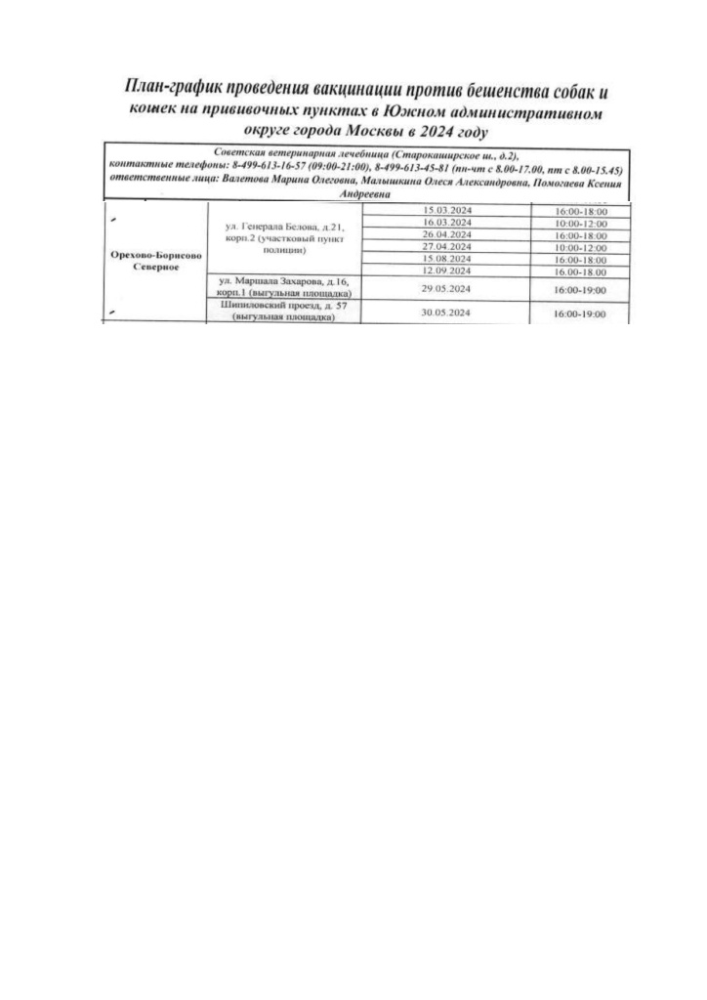 План-график проведения вакцинации против бешенства собак и
кошек на прививочных пунктах в Южном административном
округе города Москвы в 2024 году
Советская ветеринарная лечебница (Старокаширское ш., д.2),
контактные телефоны: 8-499-613-16-57 (09:00-21:00), 8-499-613-45-81 (пн-чт с 8.00-17.00, пт с 8.00-15.45)
ответственные лица: Валетова Марина Олеговна, Малышкина Олеся Александровна, Помогаева Ксения
Андреевна
Орехово-Борисово
Северное
ул. Генерала Белова, д.21,
корп.2 (участковый пункт
полиции)
15.03.2024 16:00-18:00
16.03.2024 10:00-12:00
26.04.2024 16:00-18:00
27.04.2024 10:00-12:00
15.08.2024 16:00-18:00
12.09.2024 16.00-18.00
ул. Маршала Захарова, д.16,
корп.1 (выгульная площадка)
29.05.2024 16:00-19:00
Шипиловский проезд, д. 57
(выгульная площадка)
30.05.2024 16:00-19:00